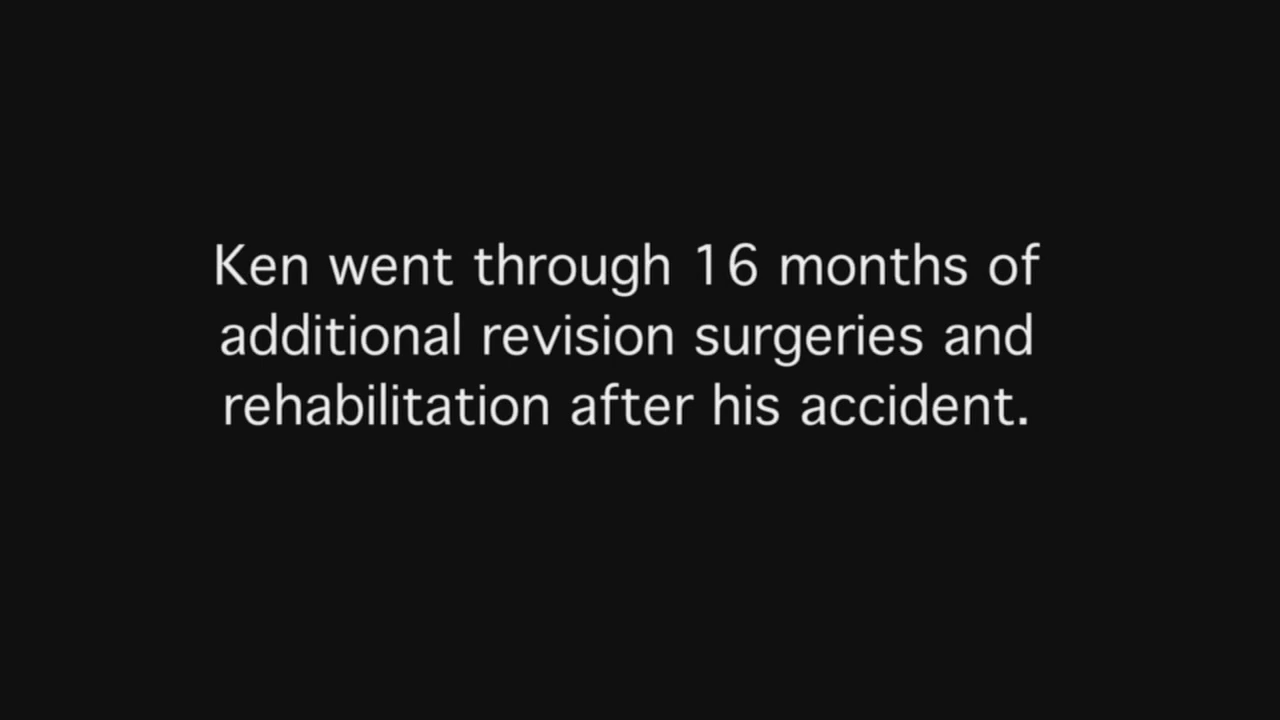 Ken went through 16 months of
additional revision surgeries and
rehabilitation after his accident.